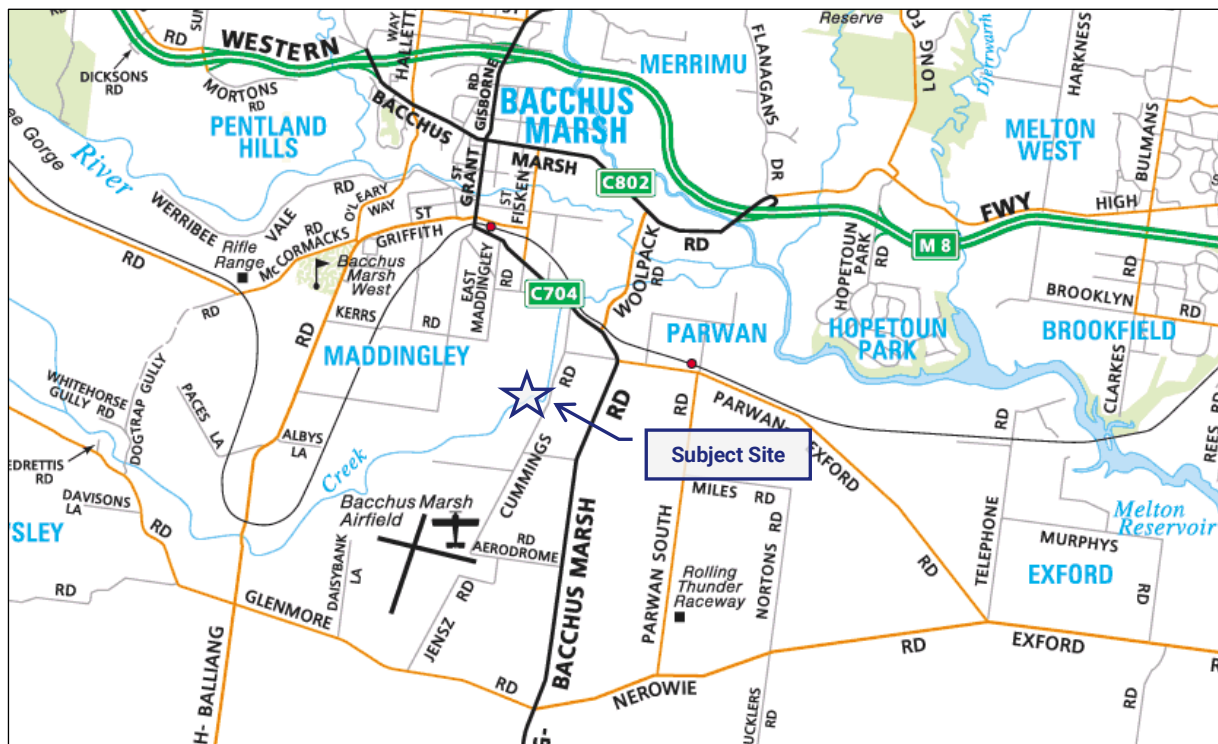 Reserve
RD
WESTERN
WAY
HALLETT
DICKSONS
RD
MORTONS
RD
PENTLAND
HILLS
BACCHUS
RD
GISBORNE
BACCHUS
MARSH
MERRIMU
FLANAGANS
DR
LONG
Djerriwarrh
HARKNESS
MELTON
WEST
BULMANS
HIGH
FWY
M 8
Gorge
River
WERRIBEE
VALE
RD
O'LEARY
WAY
GRANT
ST
MARSH
C802
RD
ST
FISKEN
GRIFFITH
ST
McCORMACKS
RD
Rifle
Range
Bacchus
Marsh
West
RD
RD
KERRS
RD
MADDINGLEY
EAST
MADDINGLEY
RD
C704
WOOLPACK
RD
PARWAN
HOPETOUN
PARK
RD
HOPETOUN
PARK
BROOKLYN
RD
BROOKFIELD
CLARKES
RD
REES RD
WHITEHORSE
GULLY RD
DOGTRAP GULLY
RD
PACES LA
ALBYS
LA
EDRETTIS
RD
DAVISONS
LA
RD
SLEY
Creek
CUMMINGS
RD
RD
Subject Site
PARWAN-
EXFORD
RD
RD
PARWAN SOUTH
MILES RD
NORTONS RD
Rolling
Thunder
Raceway
TELEPHONE
RD
Melton
Reservoir
MURPHYS
RD
EXFORD
Bacchus Marsh
Airfield
AERODROME
RD
DAISYBANK
LA
JENSZ RD
BACCHUS MARSH
RD
GLENMORE
RD
NEROWIE
RD
EXFORD
RD
RD
UCKLERS RD
H- BALLIANG
G-